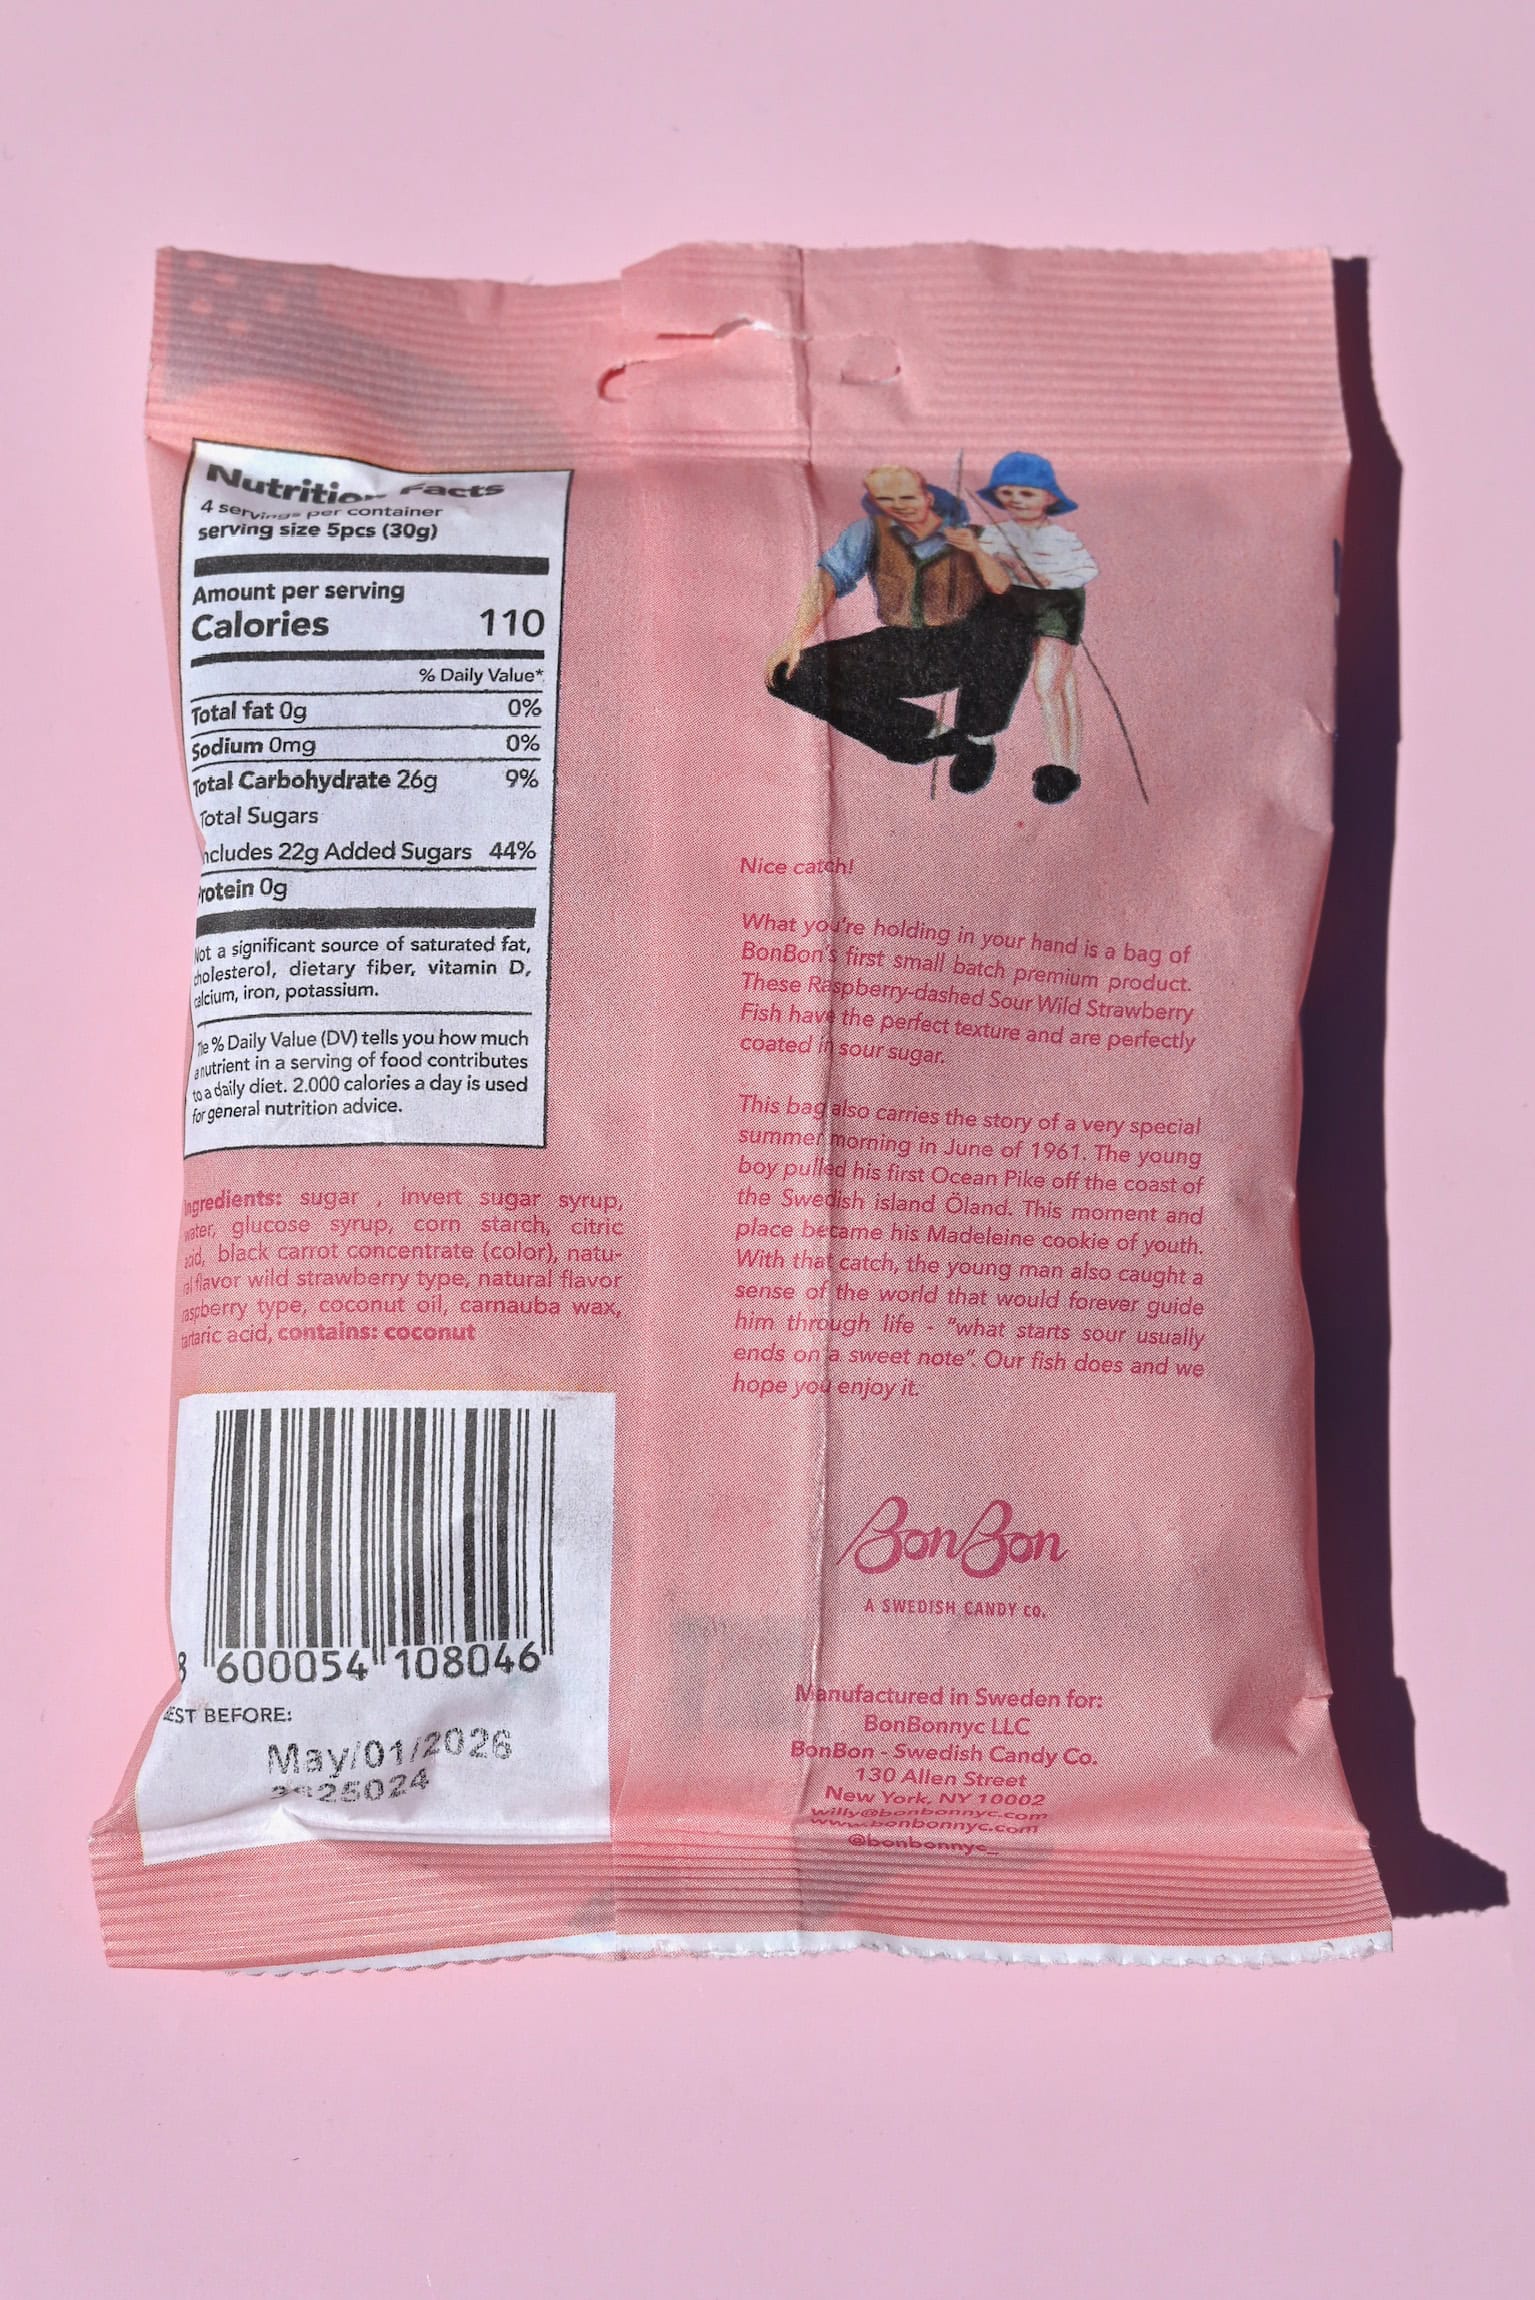 Nutrition Facts
4 servings per container
serving size 5pcs (30g)
Amount per serving
Calories 110
% Daily Value*
Total fat 0g 0%
Sodium 0mg 0%
Total Carbohydrate 26g 9%
Total Sugars
ncludes 22g Added Sugars 44%
rotein 0g
Not a significant source of saturated fat,
cholesterol, dietary fiber, vitamin D,
calcium, iron, potassium.
The % Daily Value (DV) tells you how much
a nutrient in a serving of food contributes
to a daily diet. 2.000 calories a day is used
for general nutrition advice.
Ingredients: sugar , invert sugar syrup,
water, glucose syrup, corn starch, citric
acid, black carrot concentrate (color), natu-
ral flavor wild strawberry type, natural flavor
raspberry type, coconut oil, carnauba wax,
tartaric acid, contains: coconut
8 600054 108046
BEST BEFORE:
May/01/2026
Nice catch!
What you're holding in your hand is a bag of
BonBon's first small batch premium product.
These Raspberry-dashed Sour Wild Strawberry
Fish have the perfect texture and are perfectly
coated in sour sugar.
This bag also carries the story of a very special
summer morning in June of 1961. The young
boy pulled his first Ocean Pike off the coast of
the Swedish island Öland. This moment and
place became his Madeleine cookie of youth.
With that catch, the young man also caught a
sense of the world that would forever guide
him through life - "what starts sour usually
ends on a sweet note". Our fish does and we
hope you enjoy it.
BonBon
A SWEDISH CANDY CO.
Manufactured in Sweden for:
BonBonnyc LLC
BonBon - Swedish Candy Co.
130 Allen Street
New York, NY 10002
willy@bonbonnyc.com
www.bonbonnyc.com
@bonbonnyc_